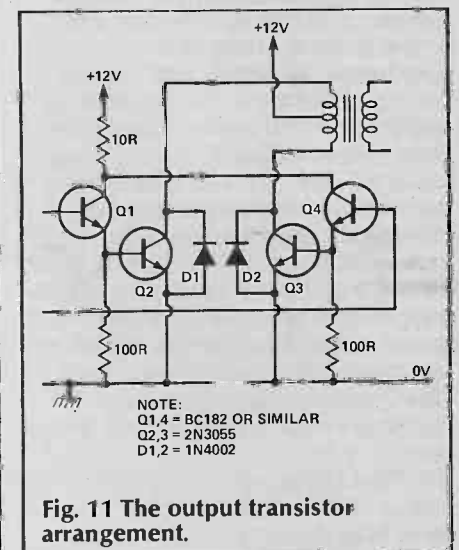 +12V
+12V
10R
Q1
Q4
Q2
D1
D2
Q3
100R
100R
0V
NOTE:
Q1,4 = BC182 OR SIMILAR
Q2,3 = 2N3055
D1,2 = 1N4002
Fig. 11 The output transistor
arrangement.